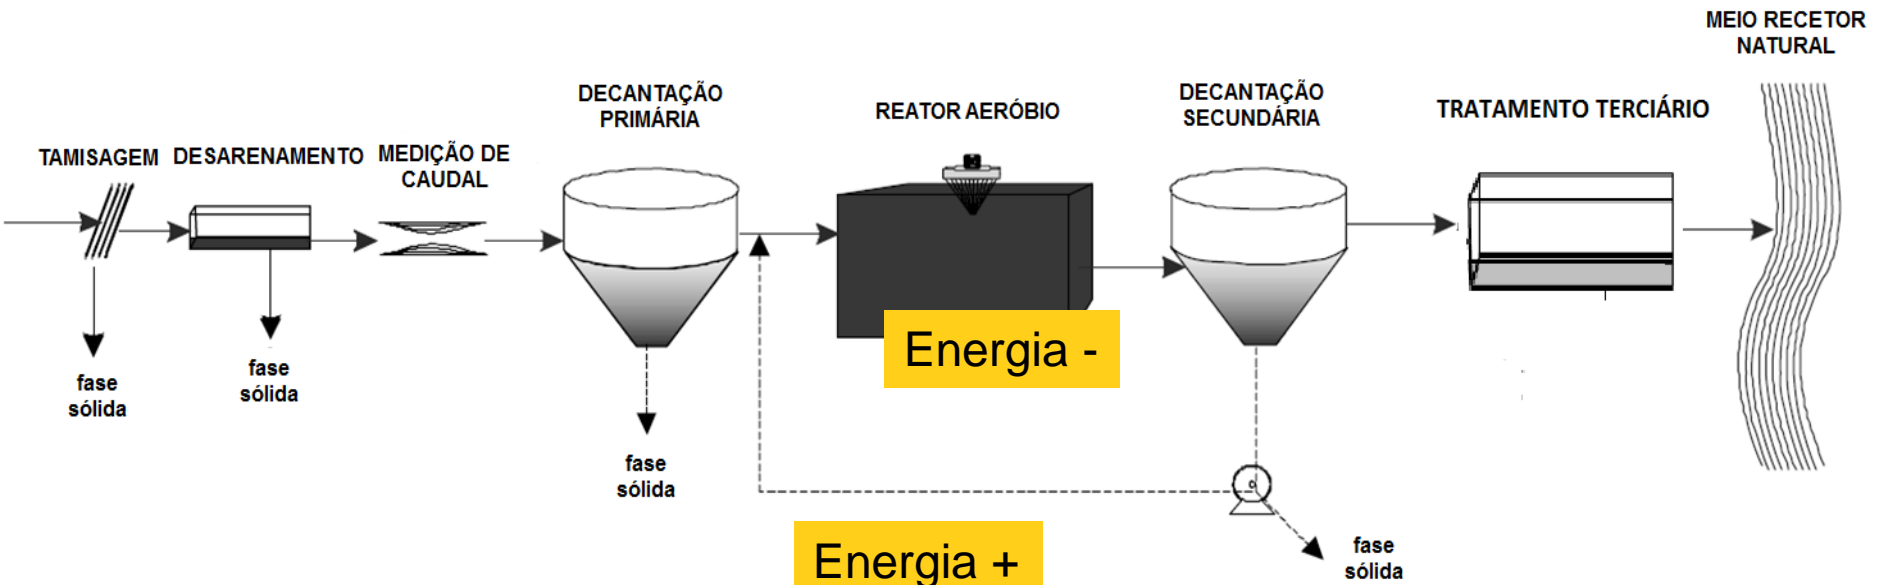 TAMISAGEM
fase
sólida
DESARENAMENTO
fase
sólida
MEDIÇÃO DE
CAUDAL
DECANTAÇÃO
PRIMÁRIA
fase
sólida
REATOR AERÓBIO
Energia -
Energia +
DECANTAÇÃO
SECUNDÁRIA
fase
sólida
TRATAMENTO TERCIÁRIO
MEIO RECETOR
NATURAL